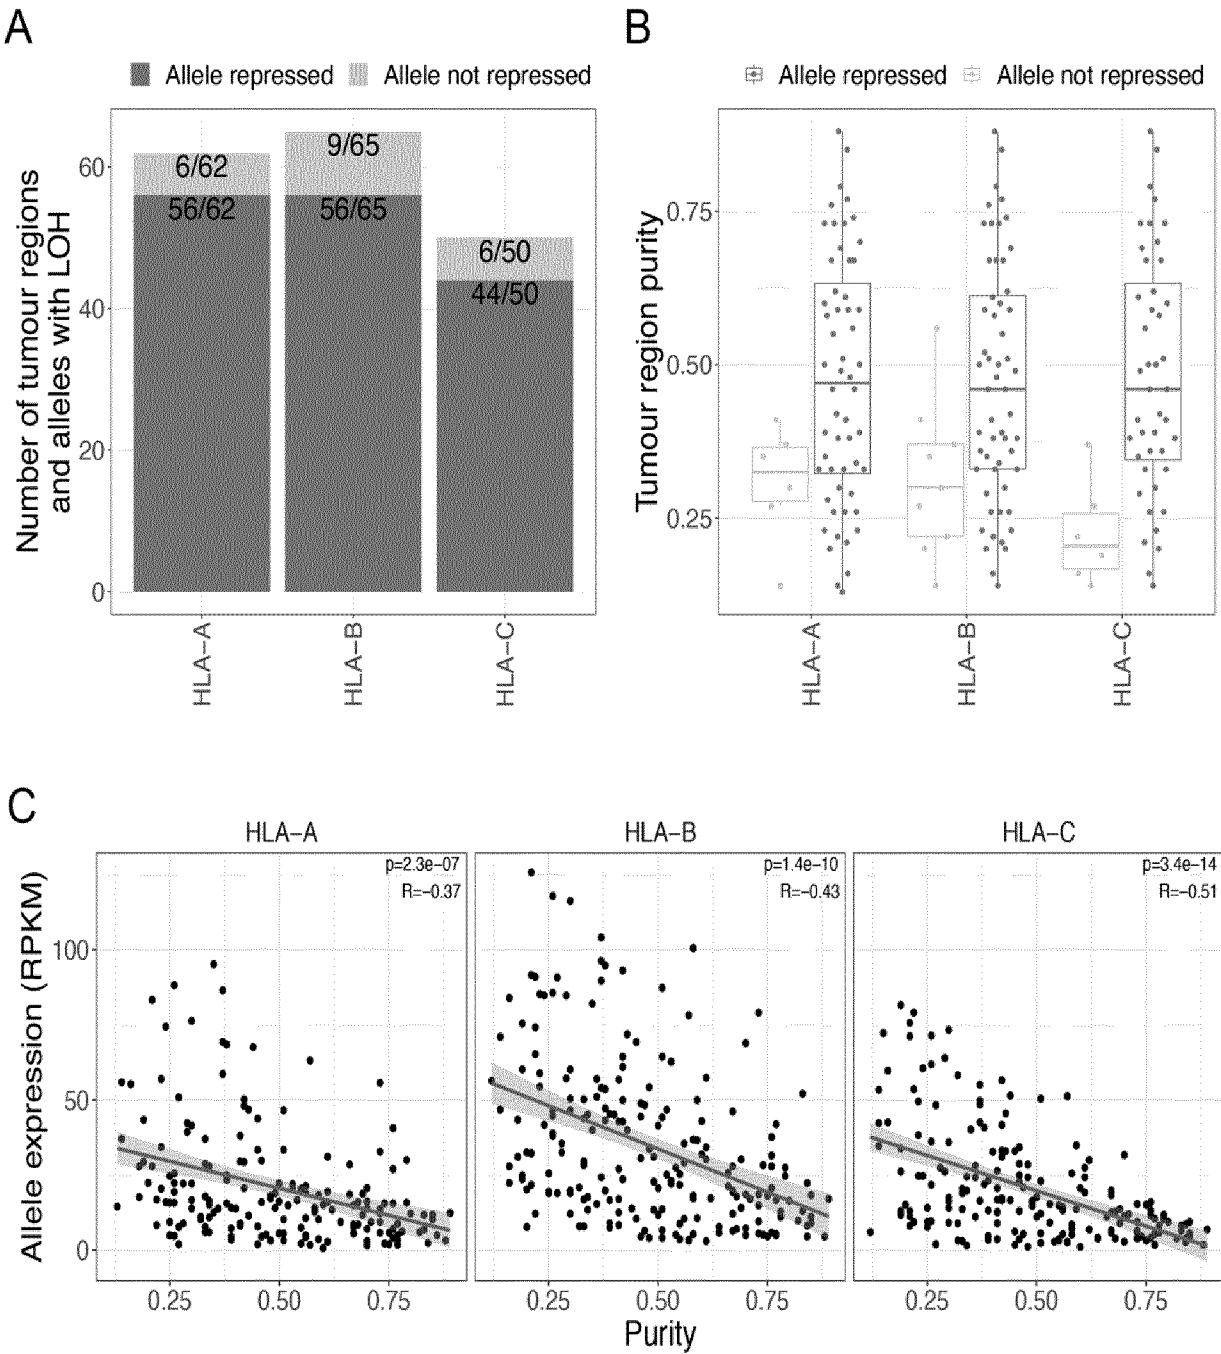 A
Allele repressed Allele not repressed
Number of tumour regions
and alleles with LOH
60
40
20
0
6/62
56/62
9/65
56/65
6/50
44/50
HLA−A
HLA−B
HLA−C
B
Allele repressed Allele not repressed
Tumour region purity
0.75
0.50
0.25
HLA−A
HLA−B
HLA−C
C
HLA−A
HLA−B
HLA−C
p=2.3e−07
R=−0.37
p=1.4e−10
R=−0.43
p=3.4e−14
R=−0.51
Allele expression (RPKM)
100
50
0
0.25 0.50 0.75
0.25 0.50 0.75
0.25 0.50 0.75
Purity